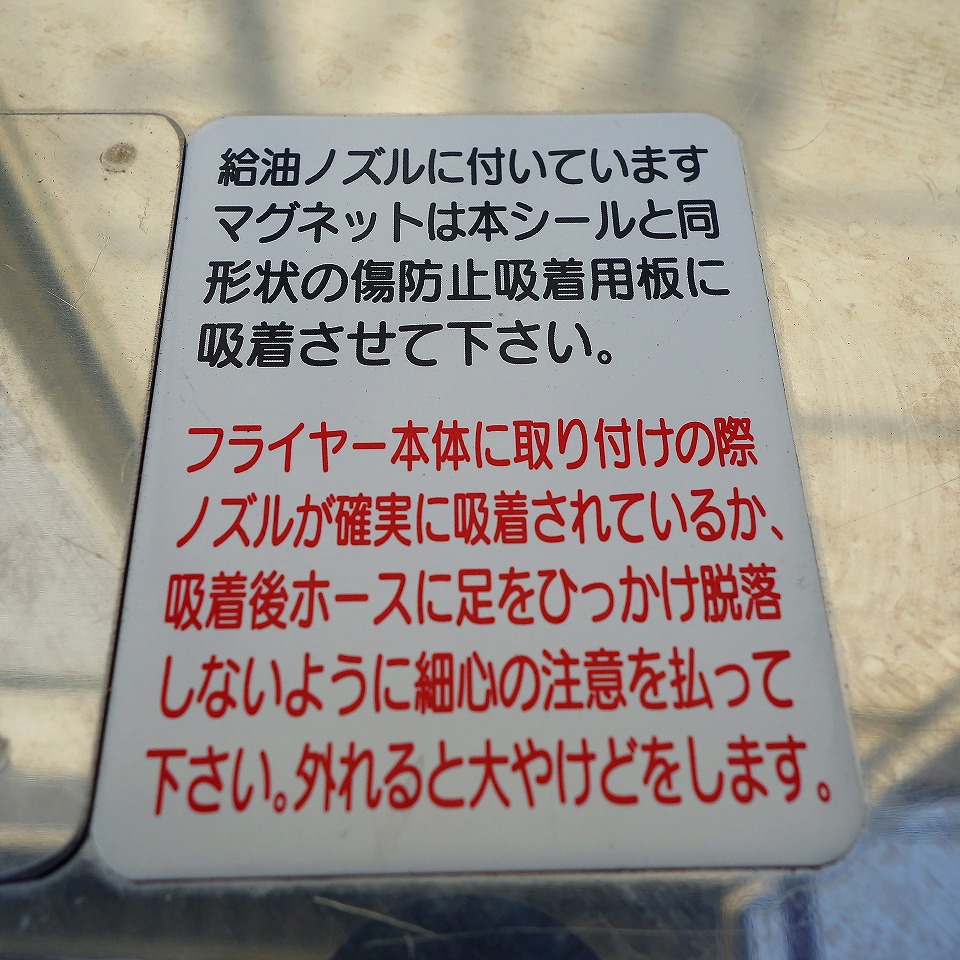 給油ノズルに付いています
マグネットは本シールと同
形状の傷防止吸着用板に
吸着させて下さい。
フライヤー本体に取り付けの際
ノズルが確実に吸着されているか、
吸着後ホースに足をひっかけ脱落
しないように細心の注意を払って
下さい。外れると大やけどをします。